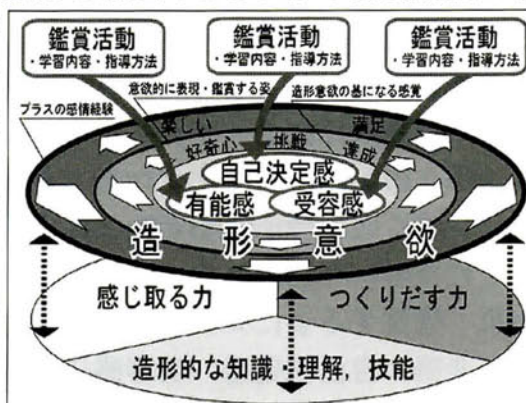 鑑賞活動
・学習内容・指導方法
鑑賞活動
・学習内容・指導方法
鑑賞活動
・学習内容・指導方法
意欲的に表現・鑑賞する姿
造形意欲の基になる感覚
プラスの感情経験
楽しい
満足
好奇心
挑戦
達成
自己決定感
有能感
受容感
造形意欲
感じ取る力
つくりだす力
造形的な知識・理解，技能